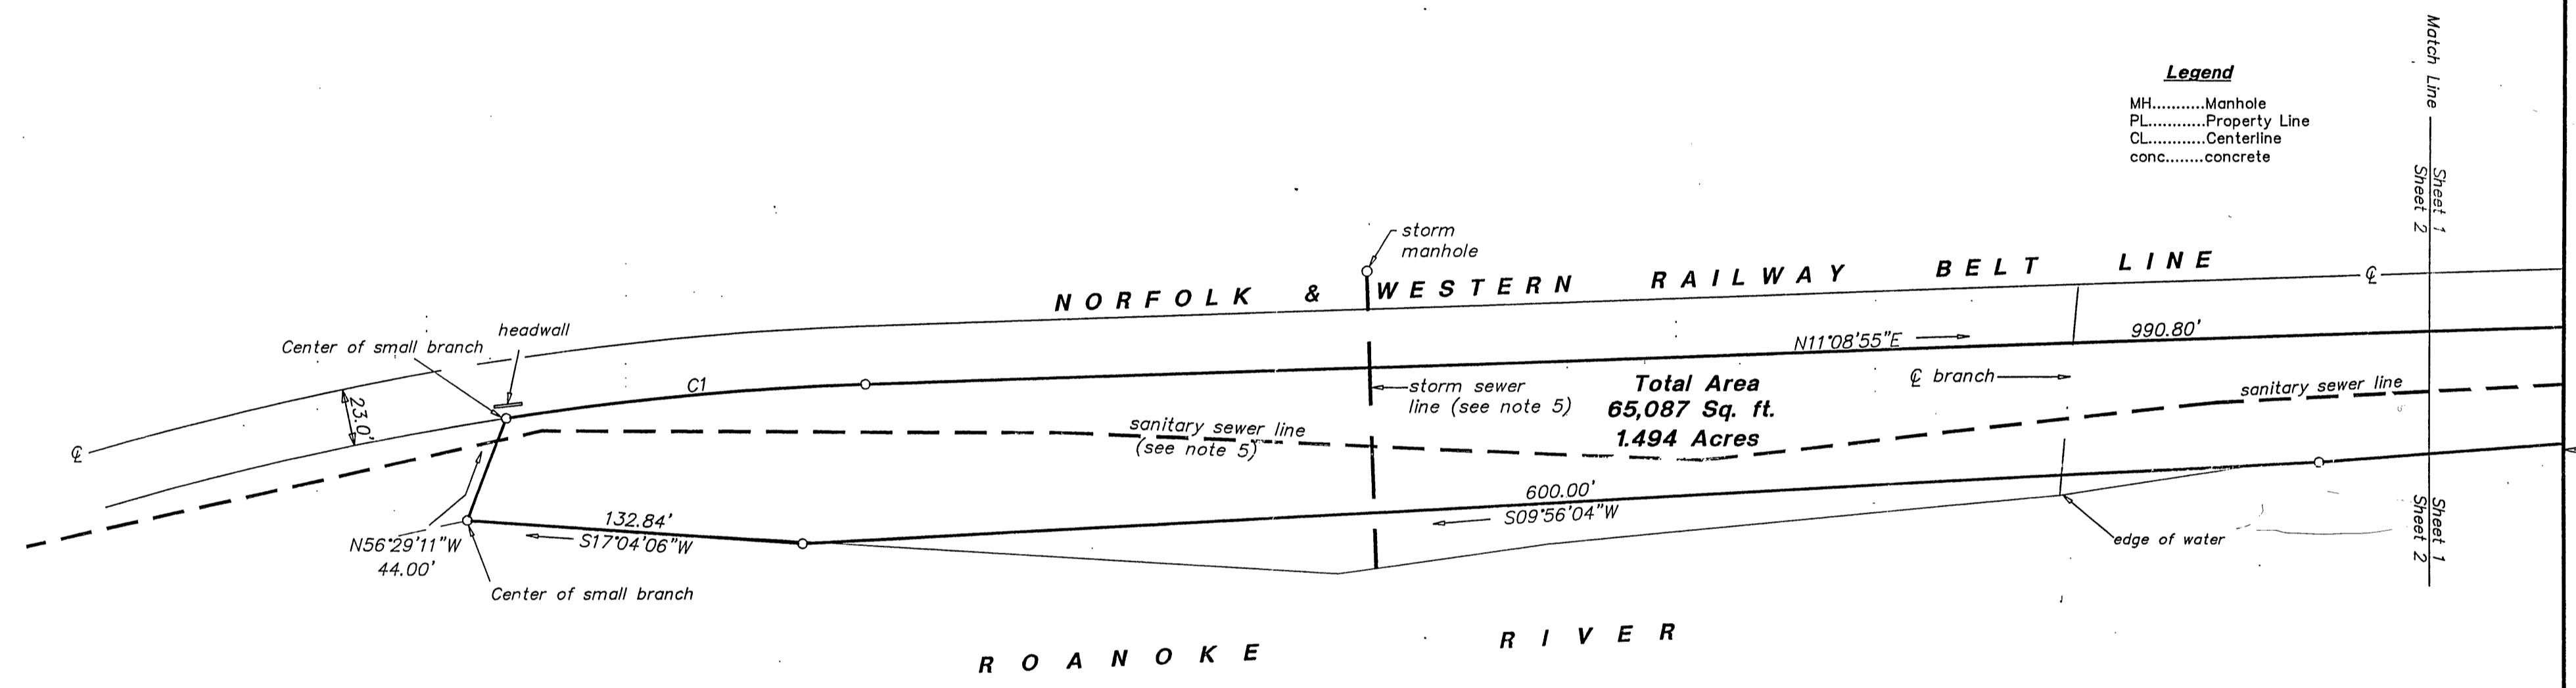 Match Line
Sheet 1
Sheet 2
Legend
MH...........Manhole
PL............Property Line
CL............Centerline
conc........concrete
storm
manhole
NORFOLK & WESTERN RAILWAY BELT LINE
℄
headwall
Center of small branch
C1
23.0'
℄
N11°08'55"E
990.80'
storm sewer
line (see note 5)
Total Area
65,087 Sq. ft.
1.494 Acres
℄ branch
sanitary sewer line
sanitary sewer line
(see note 5)
600.00'
S09°56'04"W
132.84'
S17°04'06"W
N56°29'11"W
44.00'
Center of small branch
edge of water
Sheet 1
Sheet 2
ROANOKE RIVER